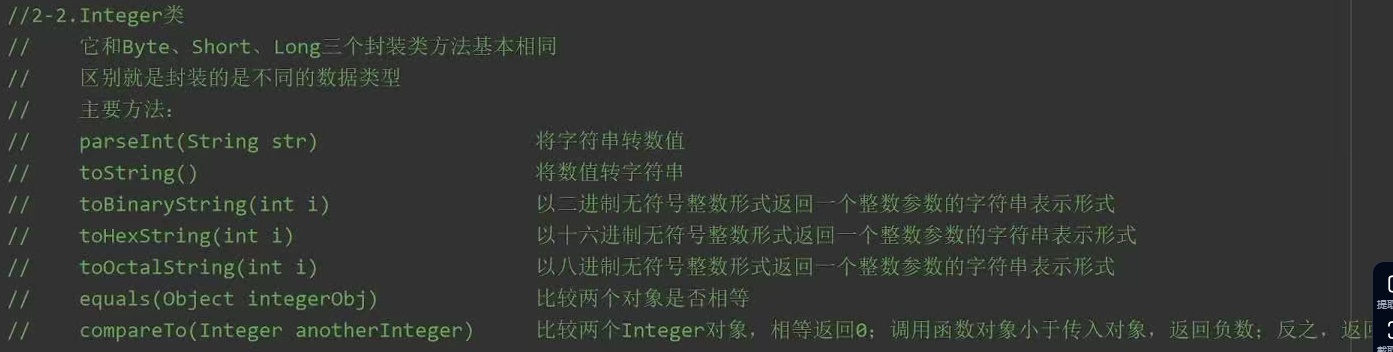 //2-2.Integer类
// 它和Byte、Short、Long三个封装类方法基本相同
// 区别就是封装的是不同的数据类型
// 主要方法：
// parseInt(String str) 将字符串转数值
// toString() 将数值转字符串
// toBinaryString(int i) 以二进制无符号整数形式返回一个整数参数的字符串表示形式
// toHexString(int i) 以十六进制无符号整数形式返回一个整数参数的字符串表示形式
// toOctalString(int i) 以八进制无符号整数形式返回一个整数参数的字符串表示形式
// equals(Object integerObj) 比较两个对象是否相等
// compareTo(Integer anotherInteger) 比较两个Integer对象，相等返回0；调用函数对象小于传入对象，返回负数；反之，返
提取